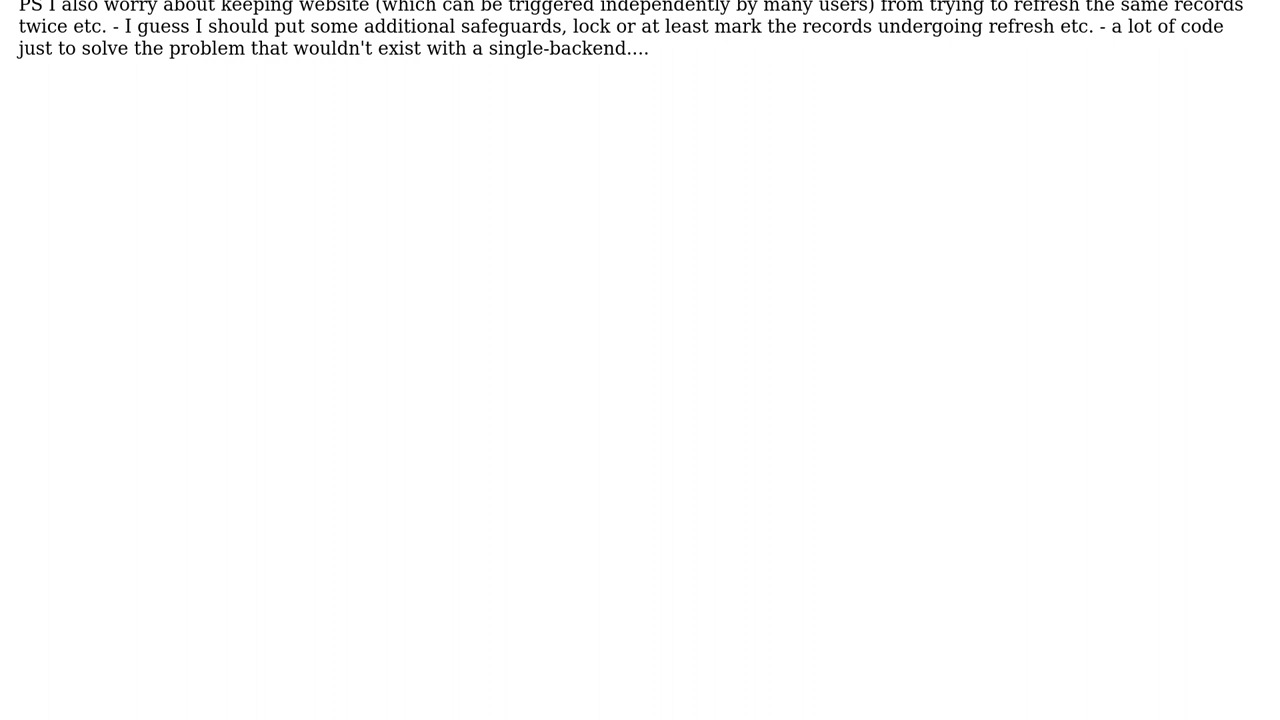 PS I also worry about keeping website (which can be triggered independently by many users) from trying to refresh the same records
twice etc. - I guess I should put some additional safeguards, lock or at least mark the records undergoing refresh etc. - a lot of code
just to solve the problem that wouldn't exist with a single-backend....